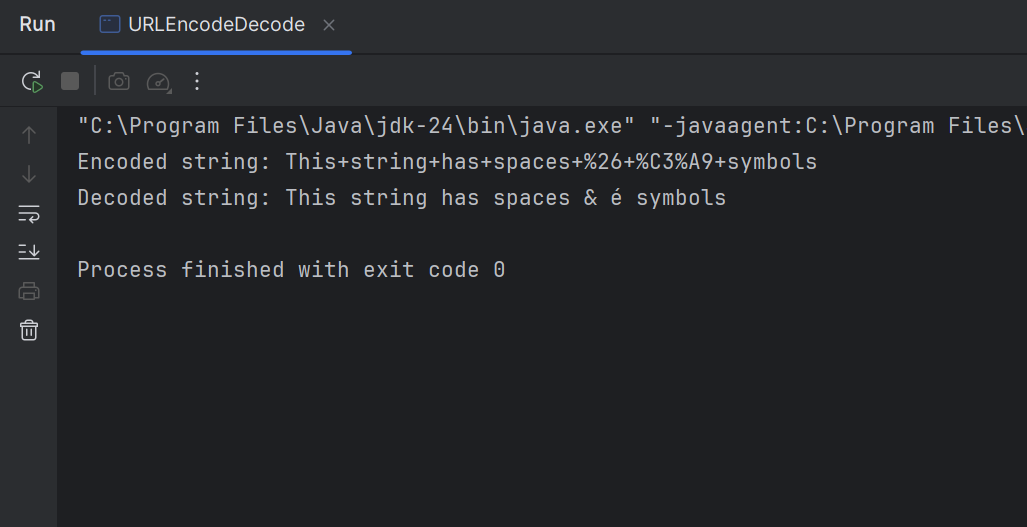 Run URLEncodeDecode
"C:\Program Files\Java\jdk-24\bin\java.exe" "-javaagent:C:\Program Files\
Encoded string: This+string+has+spaces+%26+%C3%A9+symbols
Decoded string: This string has spaces & é symbols
Process finished with exit code 0